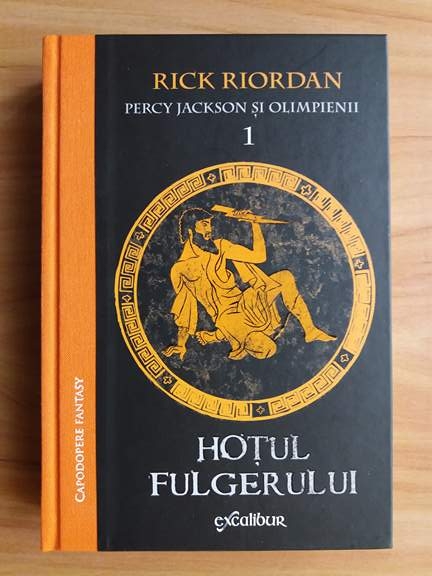 RICK RIORDAN
PERCY JACKSON ȘI OLIMPIENII
1
HOȚUL
FULGERULUI
excalibur
CAPODOPERE FANTASY